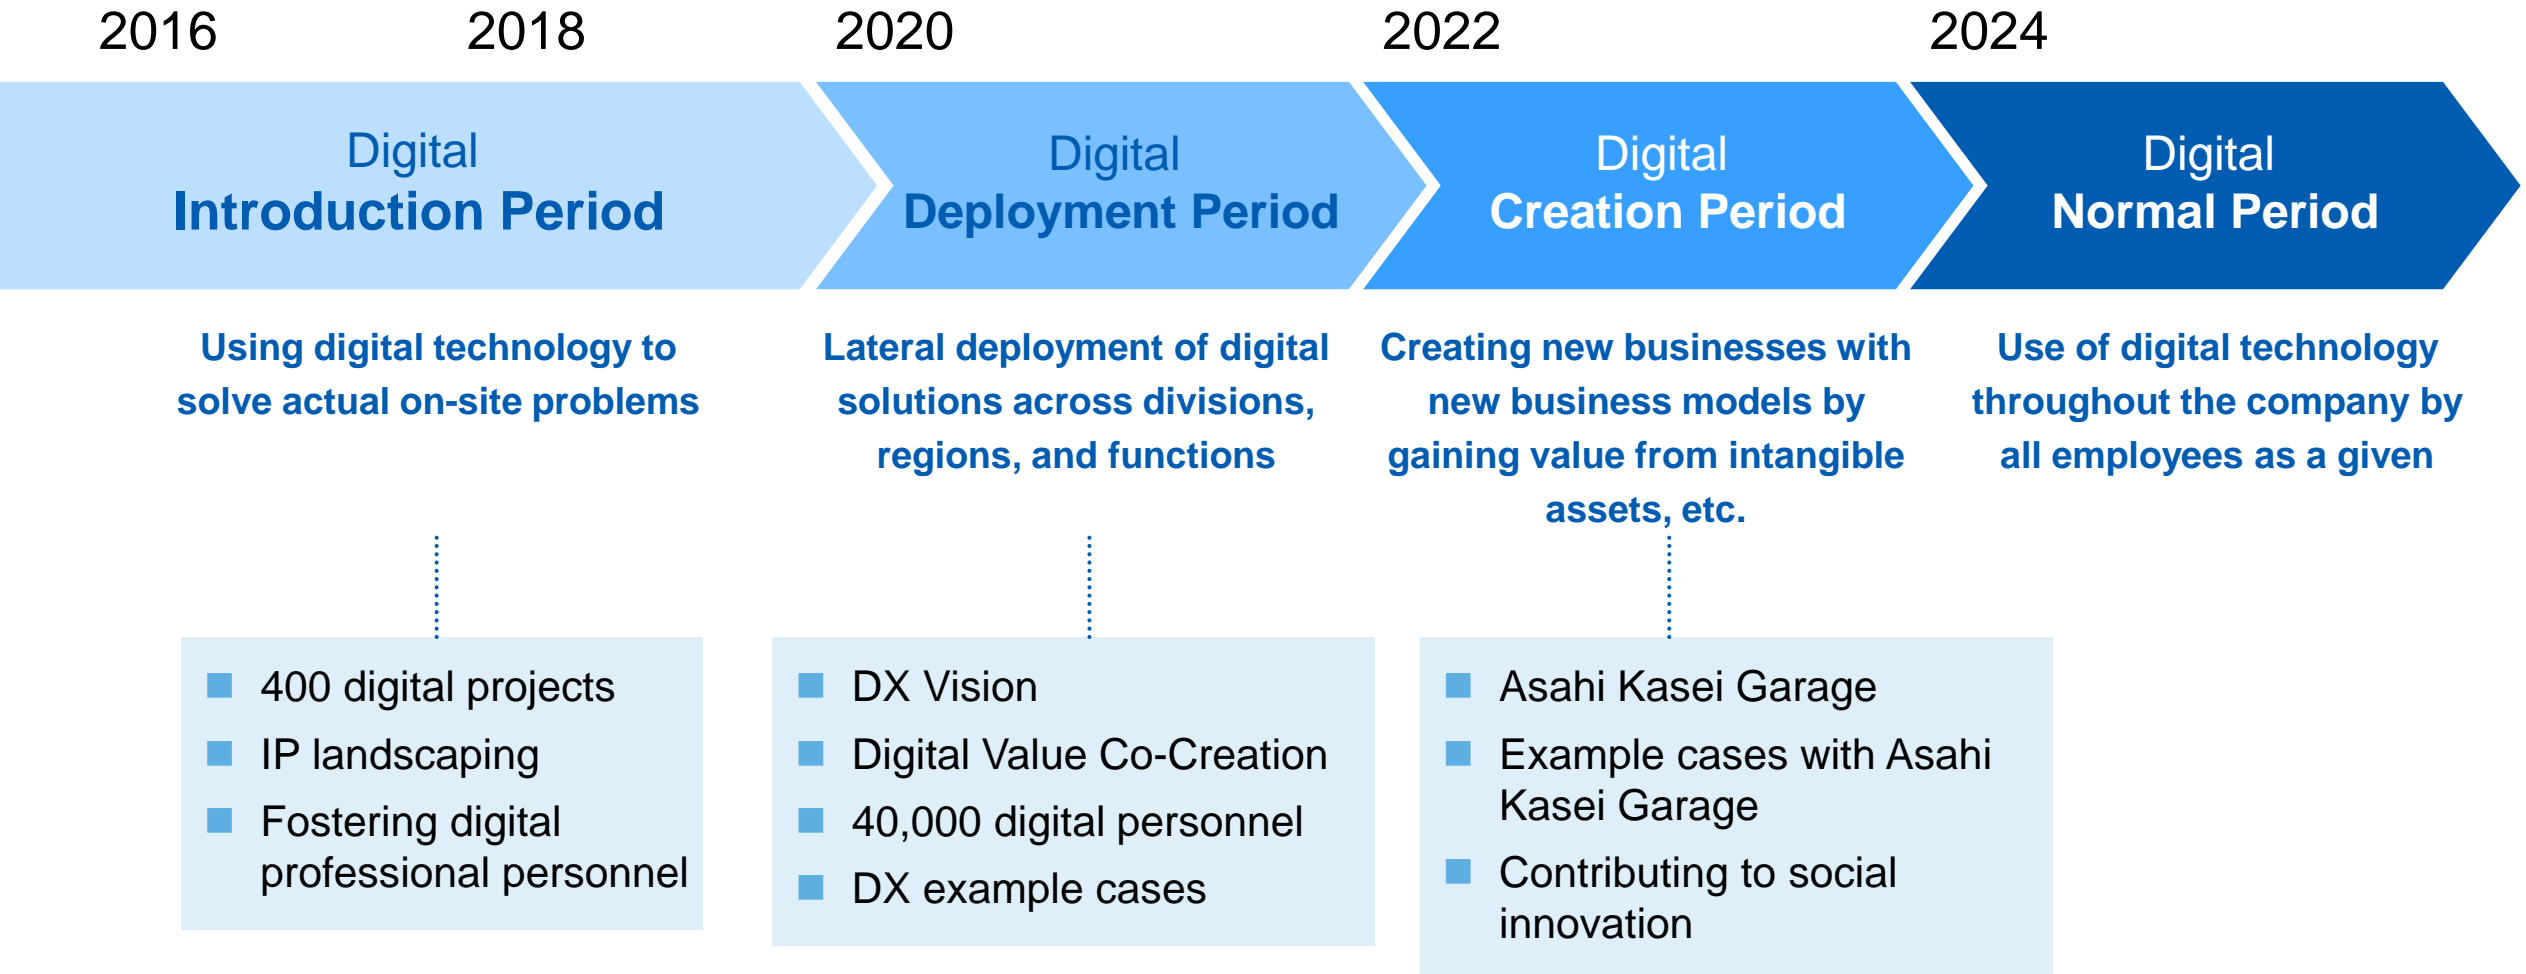 2016
2018
2020
2022
2024
Digital
Introduction Period
Digital
Deployment Period
Digital
Creation Period
Digital
Normal Period
Using digital technology to
solve actual on-site problems
Lateral deployment of digital
solutions across divisions,
regions, and functions
Creating new businesses with
new business models by
gaining value from intangible
assets, etc.
Use of digital technology
throughout the company by
all employees as a given
400 digital projects
IP landscaping
Fostering digital
professional personnel
DX Vision
Digital Value Co-Creation
40,000 digital personnel
DX example cases
Asahi Kasei Garage
Example cases with Asahi
Kasei Garage
Contributing to social
innovation